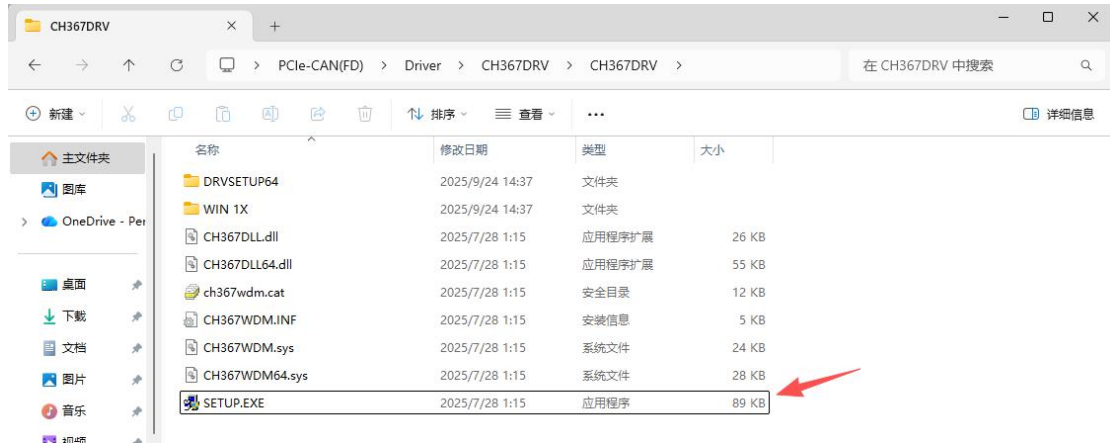 CH367DRV
PCIe-CAN(FD) > Driver > CH367DRV > CH367DRV >
在 CH367DRV 中搜索
新建
排序
查看
详细信息
主文件夹
图库
OneDrive - Per
桌面
下载
文档
图片
音乐
视频
名称 修改日期 类型 大小
DRVSETUP64 2025/9/24 14:37 文件夹
WIN 1X 2025/9/24 14:37 文件夹
CH367DLL.dll 2025/7/28 1:15 应用程序扩展 26 KB
CH367DLL64.dll 2025/7/28 1:15 应用程序扩展 55 KB
ch367wdm.cat 2025/7/28 1:15 安全目录 12 KB
CH367WDM.INF 2025/7/28 1:15 安装信息 5 KB
CH367WDM.sys 2025/7/28 1:15 系统文件 24 KB
CH367WDM64.sys 2025/7/28 1:15 系统文件 28 KB
SETUP.EXE 2025/7/28 1:15 应用程序 89 KB